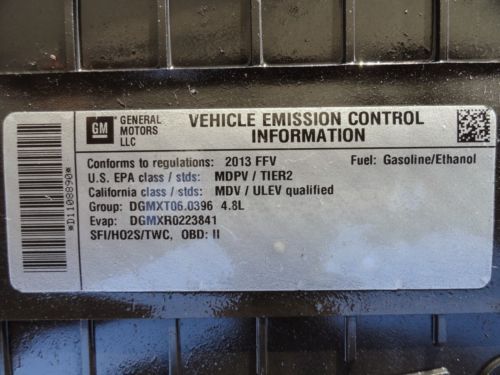 *D1108890*
GM
GENERAL
MOTORS
LLC
VEHICLE EMISSION CONTROL
INFORMATION
Conforms to regulations: 2013 FFV Fuel: Gasoline/Ethanol
U.S. EPA class / stds: MDPV / TIER2
California class / stds: MDV / ULEV qualified
Group: DGMXT06.0396 4.8L
Evap: DGMXR0223841
SFI/HO2S/TWC, OBD: II